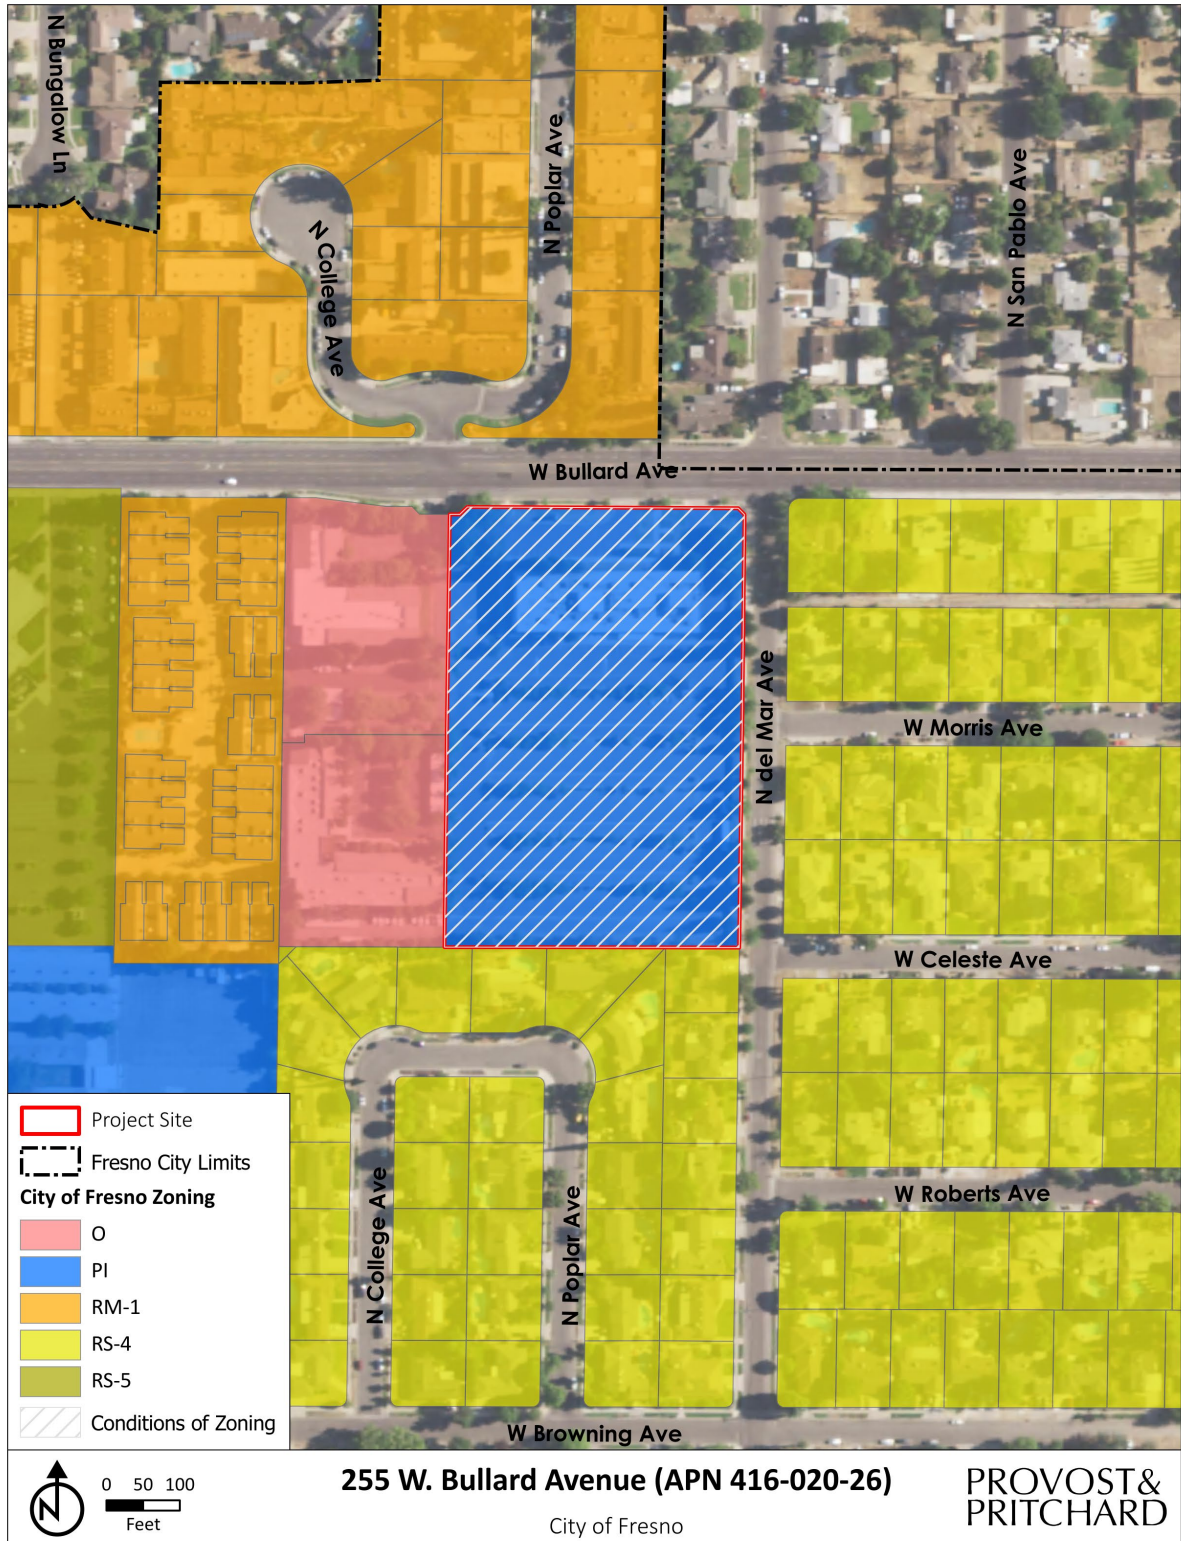 N Bungalow Ln
N Poplar Ave
N San Pablo Ave
N College Ave
W Bullard Ave
N del Mar Ave
W Morris Ave
W Celeste Ave
N College Ave
N Poplar Ave
W Roberts Ave
W Browning Ave
Project Site
Fresno City Limits
City of Fresno Zoning
O
PI
RM-1
RS-4
RS-5
Conditions of Zoning
N
0 50 100
Feet
255 W. Bullard Avenue (APN 416-020-26)
City of Fresno
PROVOST&
PRITCHARD